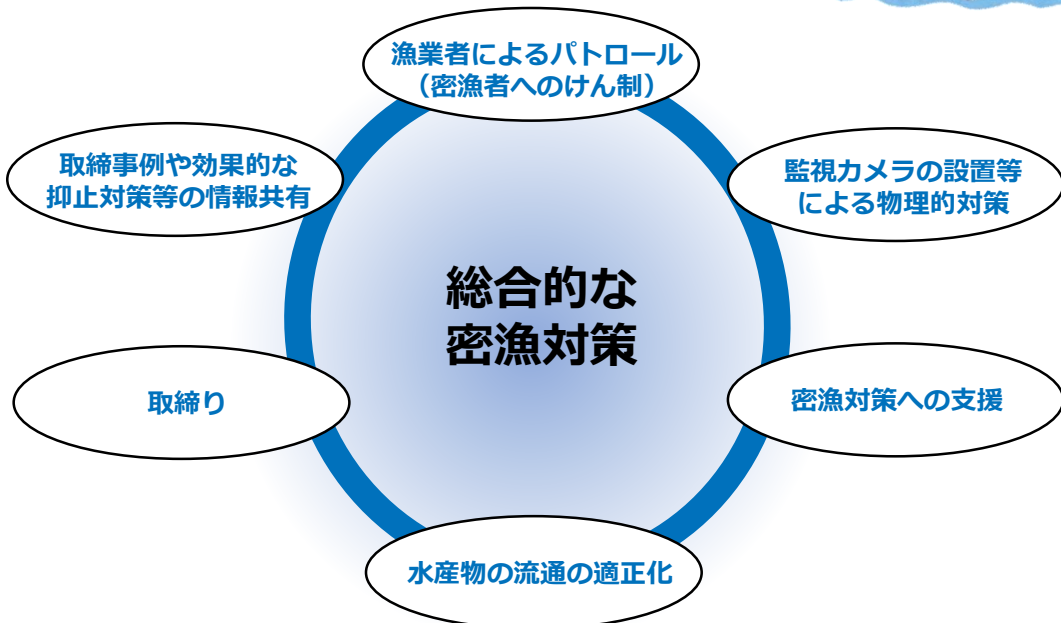 漁業者によるパトロール
（密漁者へのけん制）
取締事例や効果的な
抑止対策等の情報共有
監視カメラの設置等
による物理的対策
総合的な
密漁対策
取締り
密漁対策への支援
水産物の流通の適正化